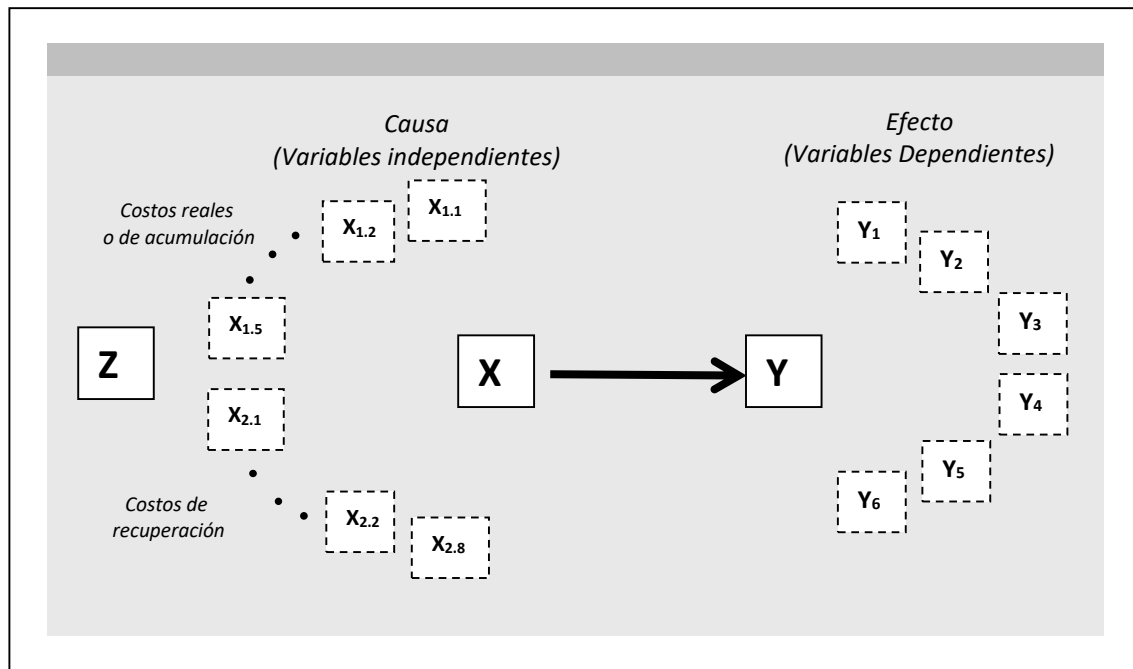 Causa
(Variables independientes)
Efecto
(Variables Dependientes)
Costos reales
o de acumulación
X1.2
X1.1
Y1
Y2
X1.5
Y3
Z
X
Y
X2.1
Y4
Costos de
recuperación
X2.2
X2.8
Y5
Y6